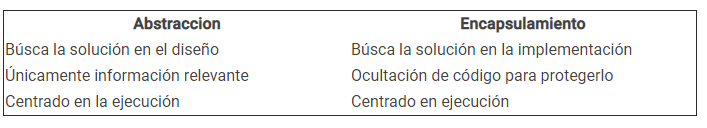 Abstraccion Encapsulamiento
Búsca la solución en el diseño Búsca la solución en la implementación
Únicamente información relevante Ocultación de código para protegerlo
Centrado en la ejecución Centrado en ejecución